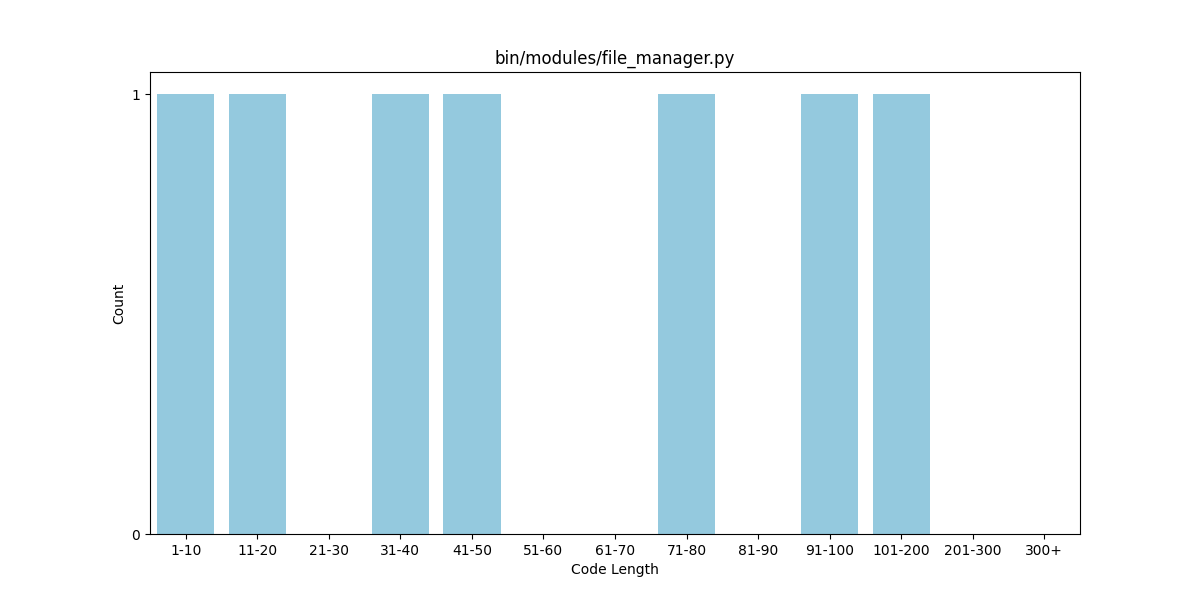 bin/modules/file_manager.py
1
Count
0
1-10 11-20 21-30 31-40 41-50 51-60 61-70 71-80 81-90 91-100 101-200 201-300 300+
Code Length